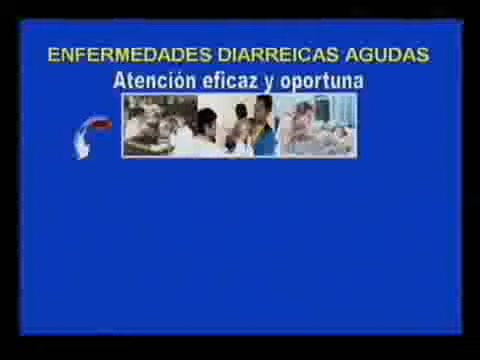 ENFERMEDADES DIARREICAS AGUDAS
Atención eficaz y oportuna